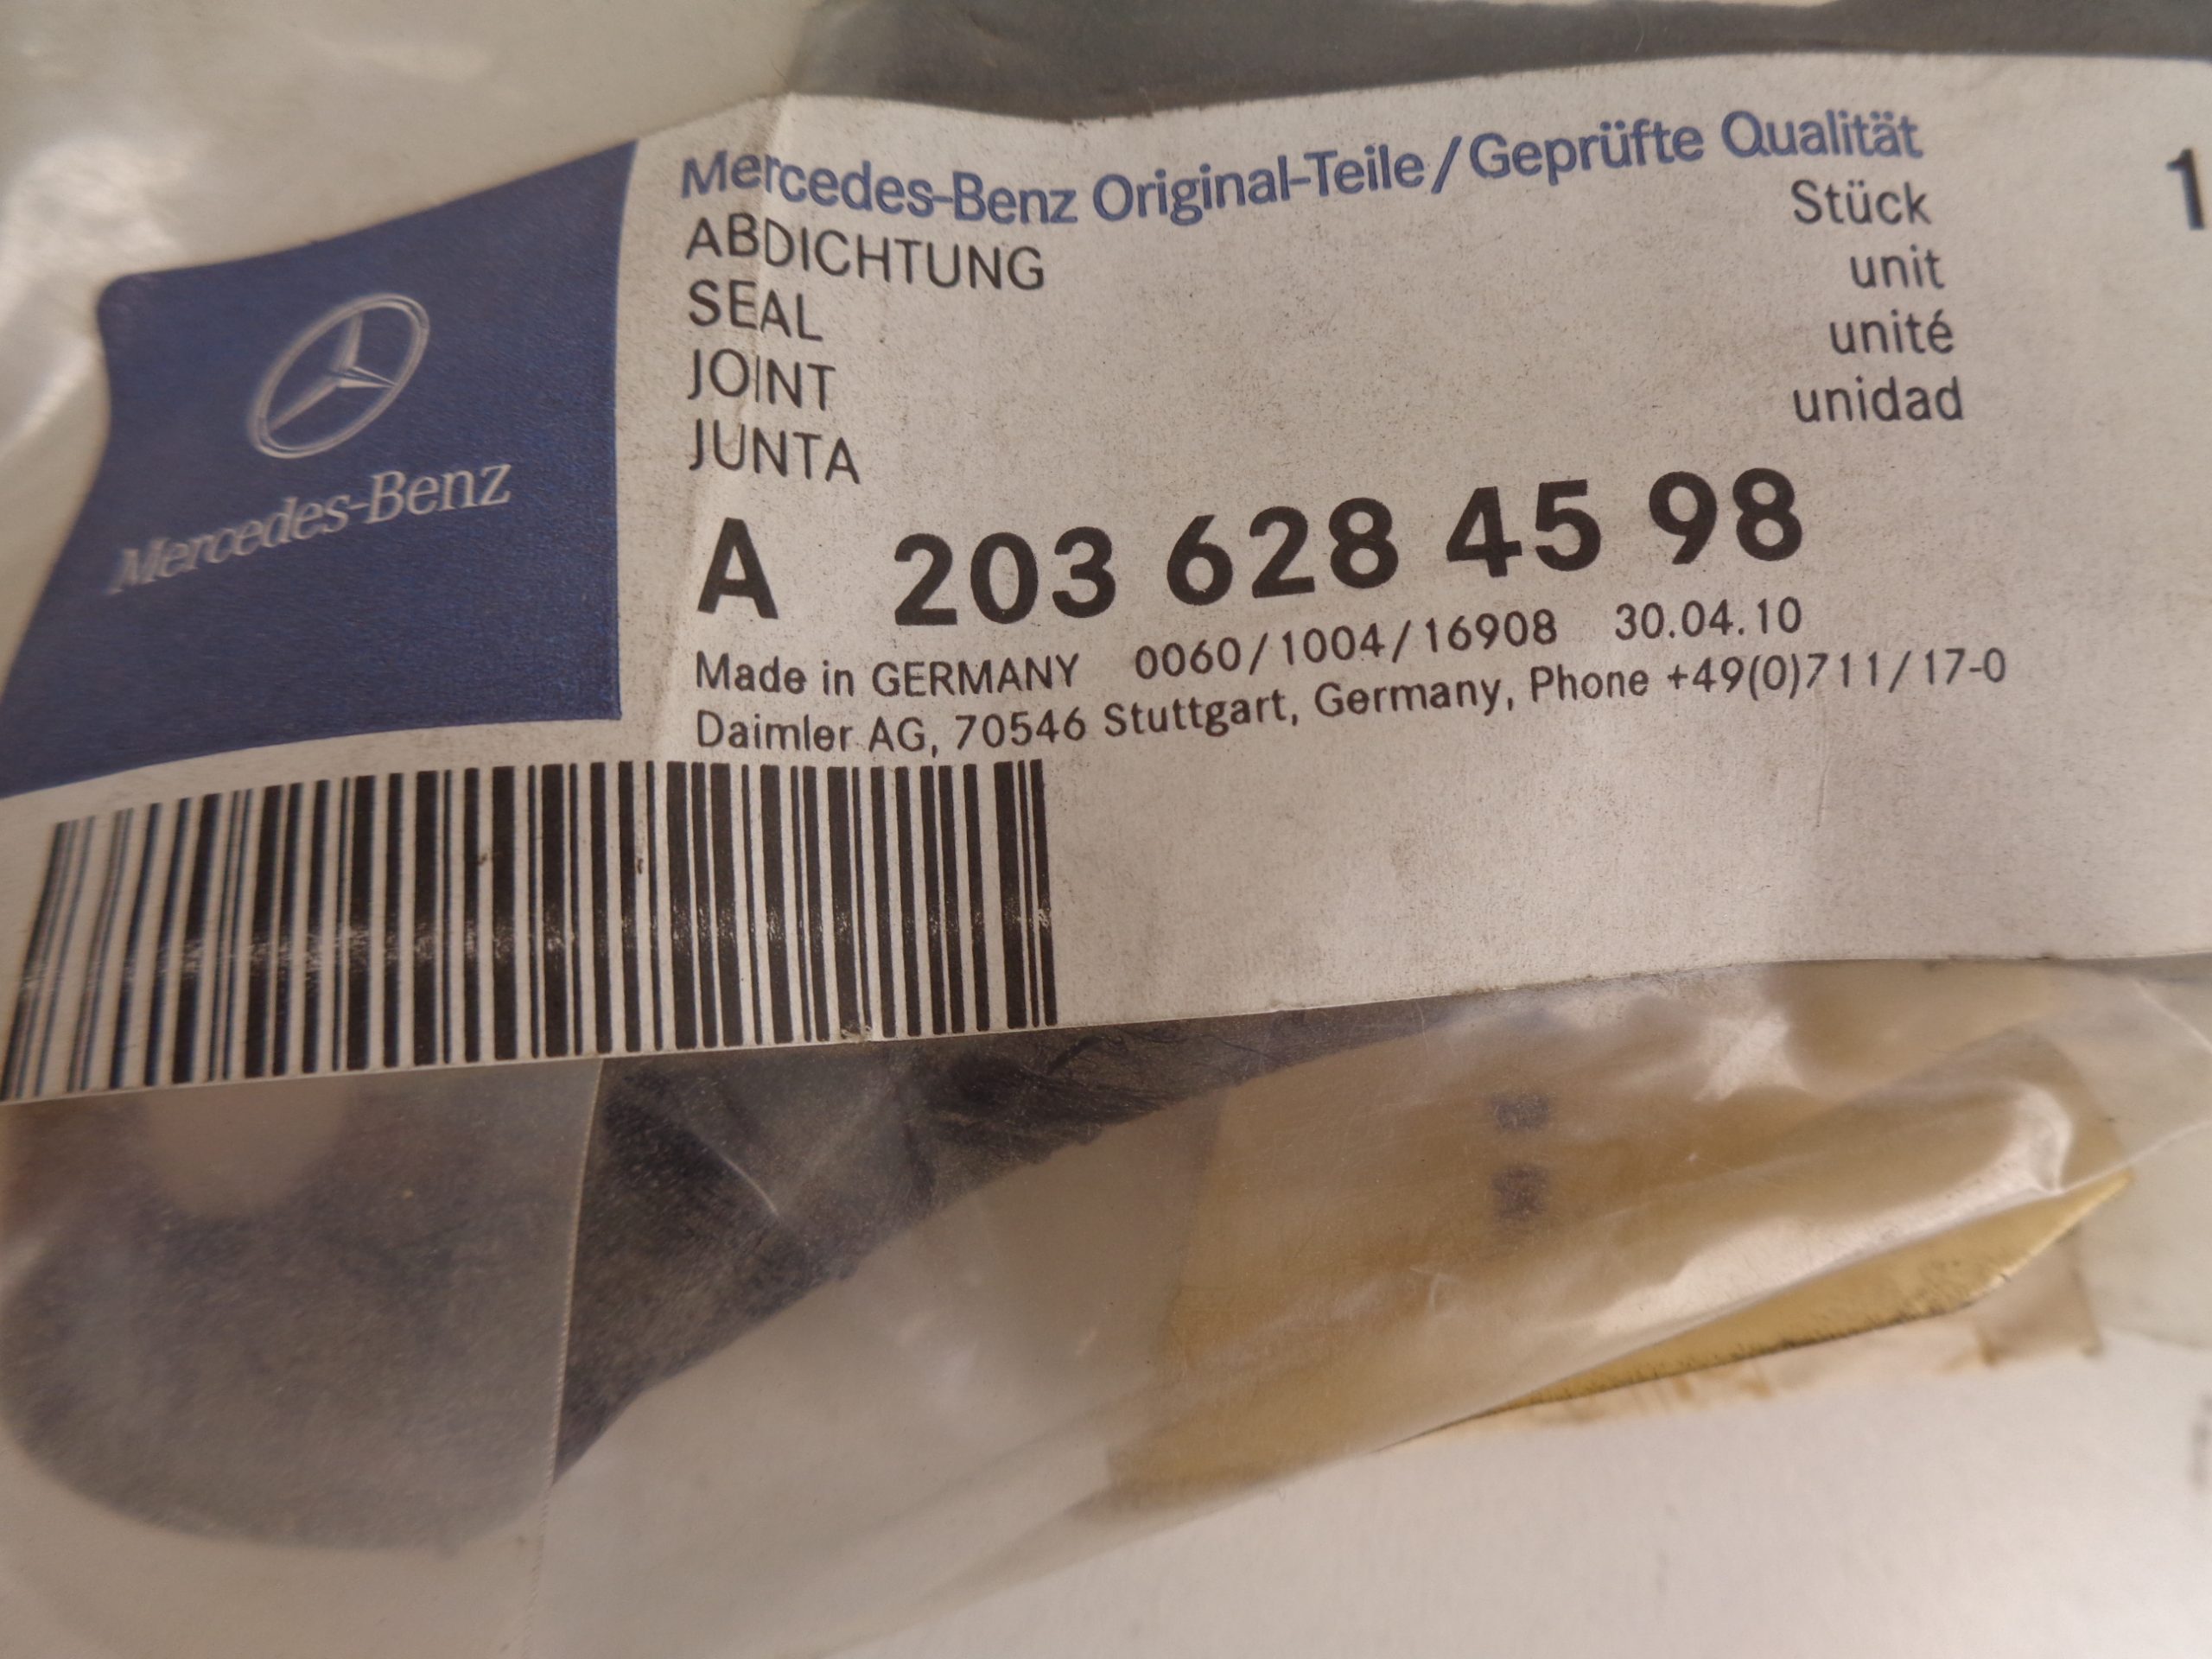 Mercedes-Benz
Mercedes-Benz Original-Teile/Geprüfte Qualität
ABDICHTUNG
SEAL
JOINT
JUNTA
Stück 1
unit
unité
unidad
A 203 628 45 98
Made in GERMANY 0060/1004/16908 30.04.10
Daimler AG, 70546 Stuttgart, Germany, Phone +49(0)711/17-0